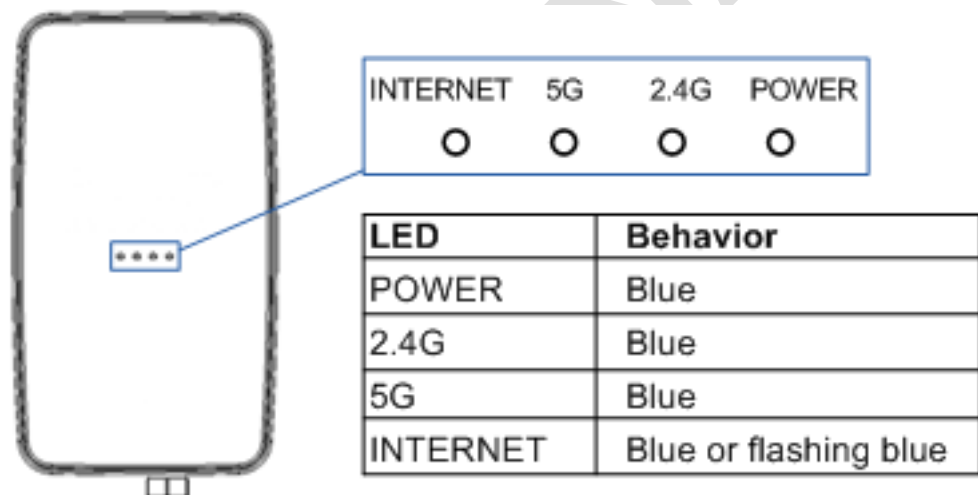 INTERNET 5G 2.4G POWER
LED Behavior
POWER Blue
2.4G Blue
5G Blue
INTERNET Blue or flashing blue